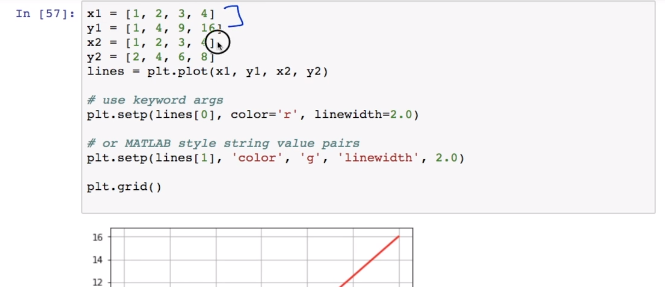 In [57]: x1 = [1, 2, 3, 4]
y1 = [1, 4, 9, 16]
x2 = [1, 2, 3, 4]
y2 = [2, 4, 6, 8]
lines = plt.plot(x1, y1, x2, y2)
# use keyword args
plt.setp(lines[0], color='r', linewidth=2.0)
# or MATLAB style string value pairs
plt.setp(lines[1], 'color', 'g', 'linewidth', 2.0)
plt.grid()
16
14
12